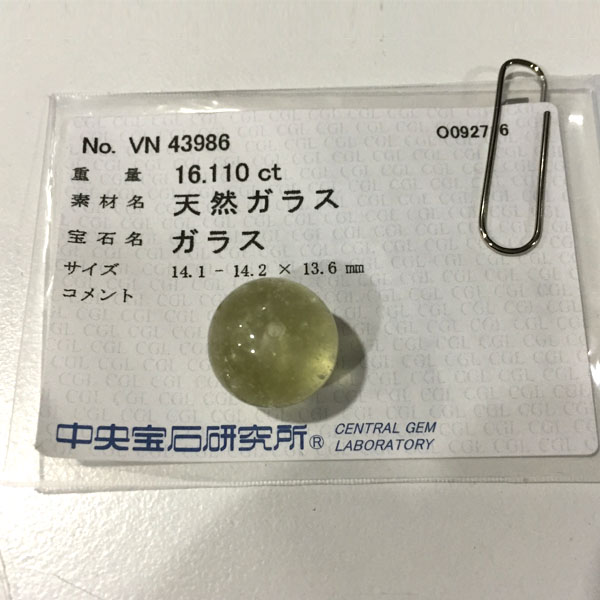 No. VN 43986
重量 16.110 ct
素材名 天然ガラス
宝石名 ガラス
サイズ 14.1 - 14.2 × 13.6 mm
コメント
中央宝石研究所® CENTRAL GEM LABORATORY